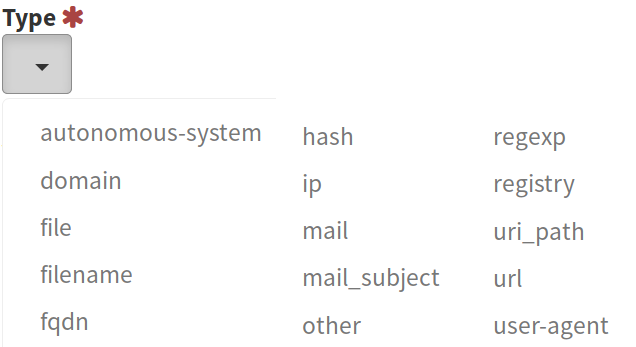 Type ✱
autonomous-system
domain
file
filename
fqdn
hash
ip
mail
mail_subject
other
regexp
registry
uri_path
url
user-agent